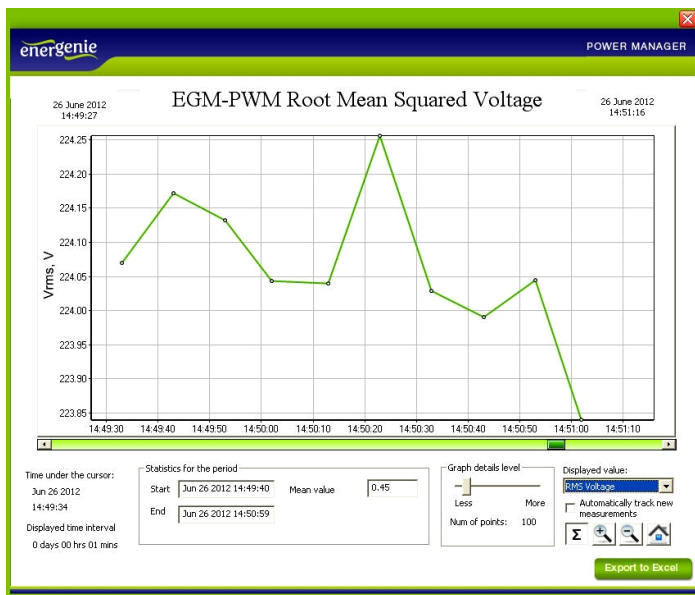 energenie
POWER MANAGER
26 June 2012
14:49:27
EGM-PWM Root Mean Squared Voltage
26 June 2012
14:51:16
Vrms, V
224.25
224.20
224.15
224.10
224.05
224.00
223.95
223.90
223.85
14:49:30 14:49:40 14:49:50 14:50:00 14:50:10 14:50:20 14:50:30 14:50:40 14:50:50 14:51:00 14:51:10
Time under the cursor:
Jun 26 2012
14:49:34
Displayed time interval
0 days 00 hrs 01 mins
Statistics for the period
Start Jun 26 2012 14:49:40 Mean value 0.45
End Jun 26 2012 14:50:59
Graph details level
Less More
Num of points: 100
Displayed value:
RMS Voltage
Automatically track new
measurements
Σ
Export to Excel